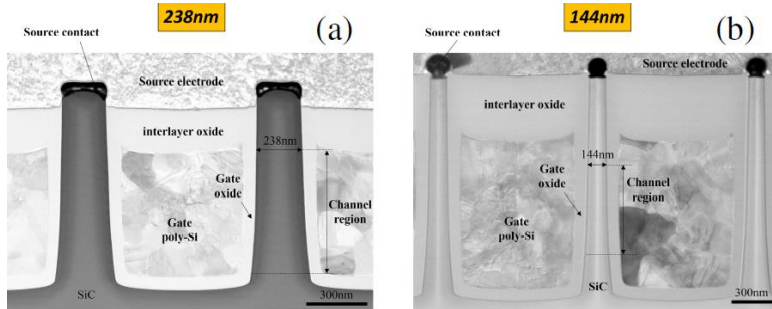 238nm
(a)
Source contact
Source electrode
interlayer oxide
238nm
Gate
oxide
Channel
region
Gate
poly-Si
SiC
300nm
144nm
(b)
Source contact
Source electrode
interlayer oxide
144nm
Gate
oxide
Channel
region
Gate
poly-Si
SiC
300nm